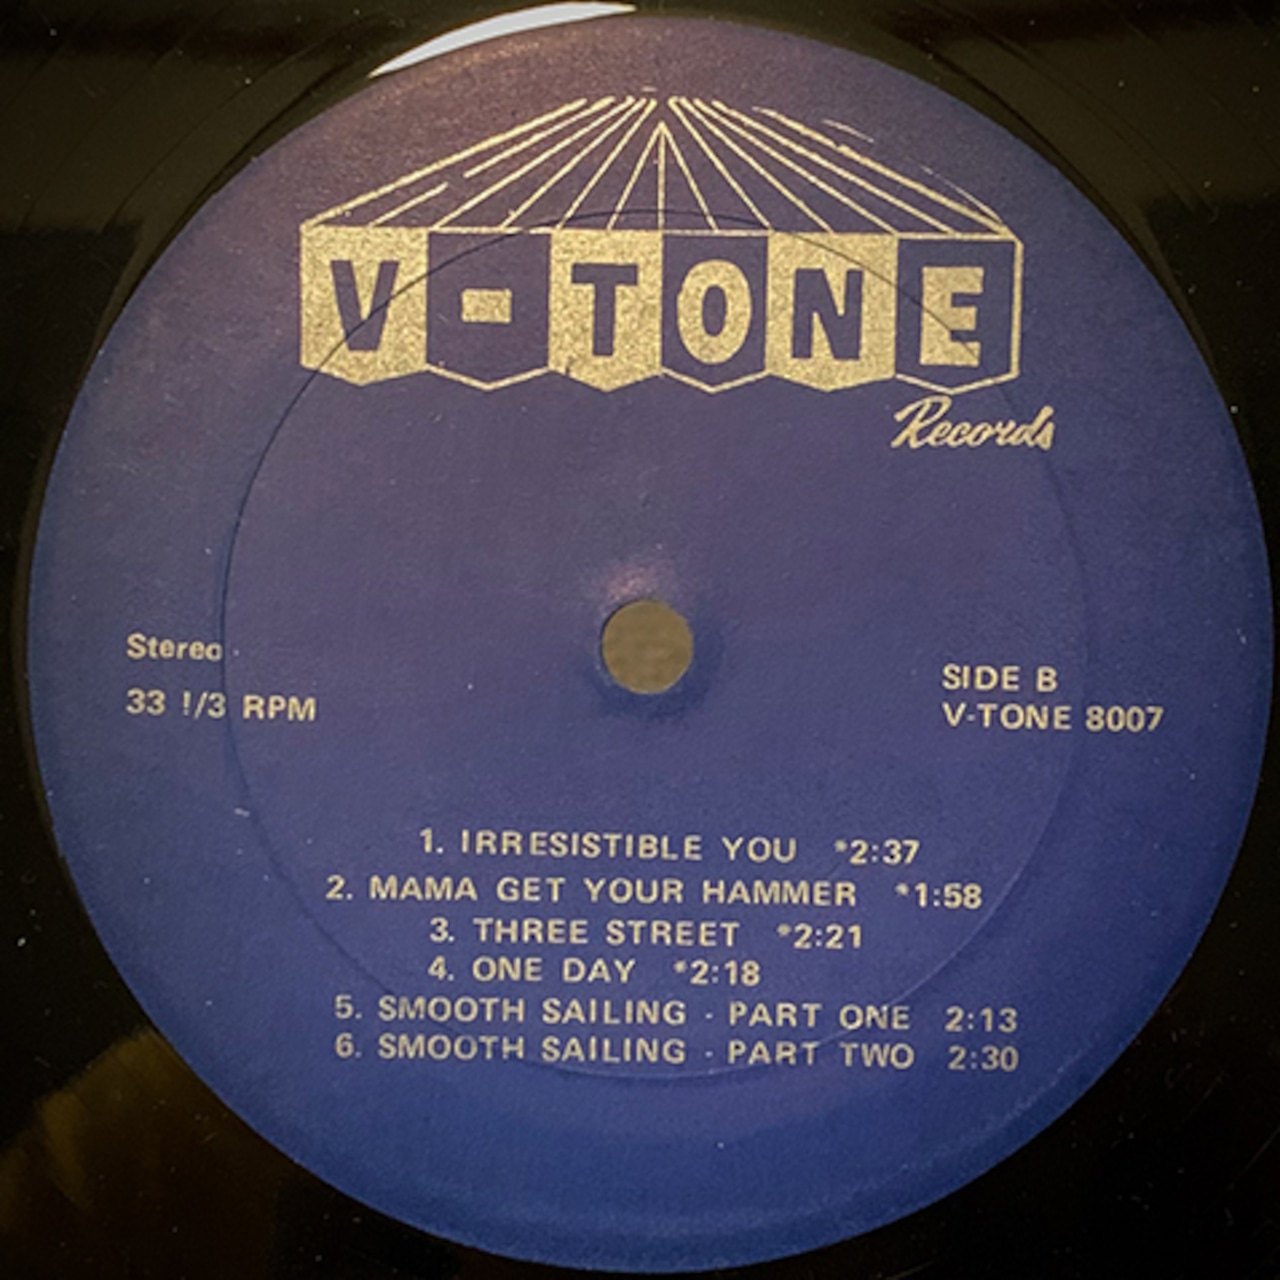 V-TONE
Records
Stereo
33 !/3 RPM
SIDE B
V-TONE 8007
1. IRRESISTIBLE YOU *2:37
2. MAMA GET YOUR HAMMER *1:58
3. THREE STREET *2:21
4. ONE DAY *2:18
5. SMOOTH SAILING - PART ONE 2:13
6. SMOOTH SAILING - PART TWO 2:30